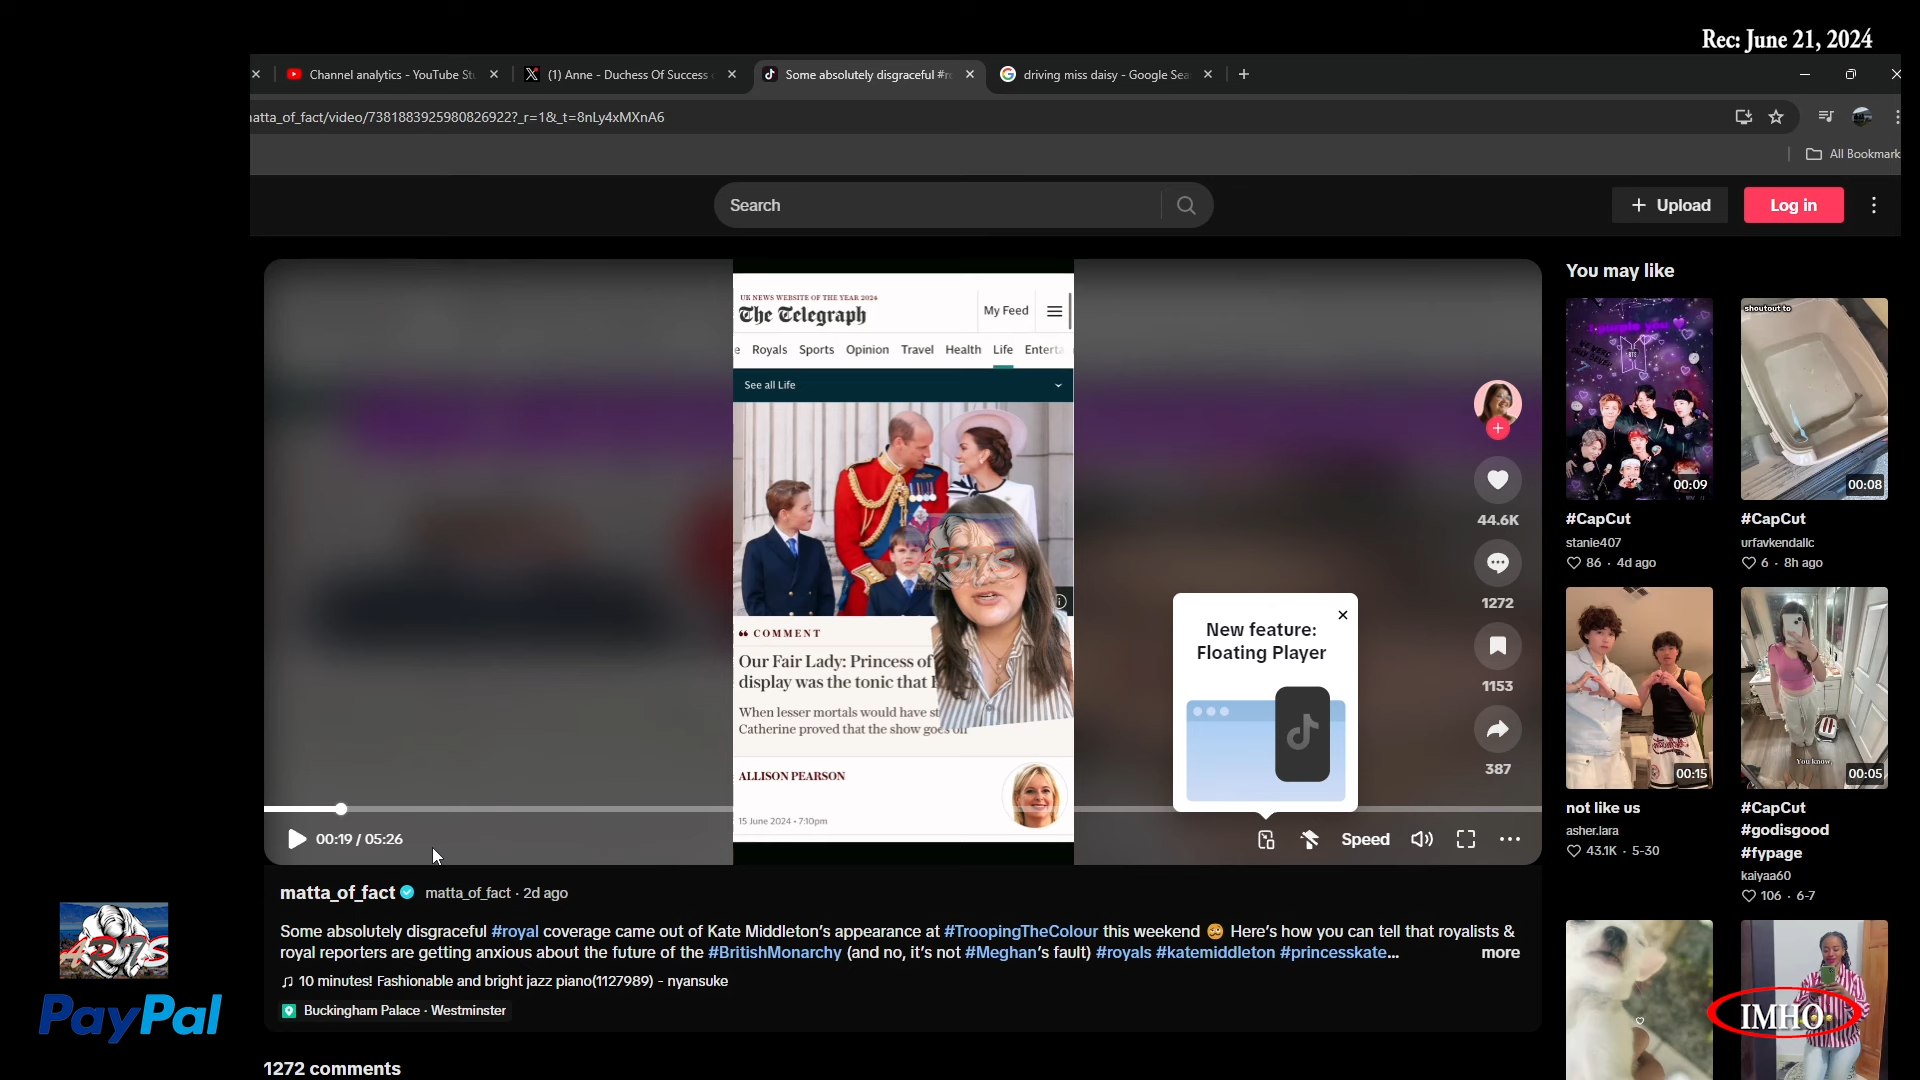 Rec: June 21, 2024
Channel analytics - YouTube St
(1) Anne - Duchess Of Success
Some absolutely disgraceful #r
driving miss daisy - Google Sea
atta_of_fact/video/7381883925980826922?_r=1&_t=8nLy4xMXnA6
All Bookmark
Search
Upload
Log in
You may like
UK NEWS WEBSITE OF THE YEAR 2024
The Telegraph
My Feed
e Royals Sports Opinion Travel Health Life Enterta
See all Life
COMMENT
Our Fair Lady: Princess of
display was the tonic that
When lesser mortals would have st
Catherine proved that the show goes on
ALLISON PEARSON
15 June 2024 • 7:10pm
44.6K
1272
1153
387
New feature:
Floating Player
00:19 / 05:26
Speed
matta_of_fact matta_of_fact · 2d ago
Some absolutely disgraceful #royal coverage came out of Kate Middleton's appearance at #TroopingTheColour this weekend 🥴 Here's how you can tell that royalists &
royal reporters are getting anxious about the future of the #BritishMonarchy (and no, it's not #Meghan's fault) #royals #katemiddleton #princesskate... more
10 minutes! Fashionable and bright jazz piano(1127989) - nyansuke
Buckingham Palace · Westminster
1272 comments
I purple you
BTS
00:09
#CapCut
stanie407
86 · 4d ago
shoutout to
00:08
#CapCut
urfavkendallc
6 · 8h ago
00:15
not like us
asher.lara
43.1K · 5-30
You know,
00:05
#CapCut
#godisgood
#fypage
kaiyaa60
106 · 6-7
PayPal
IMHO